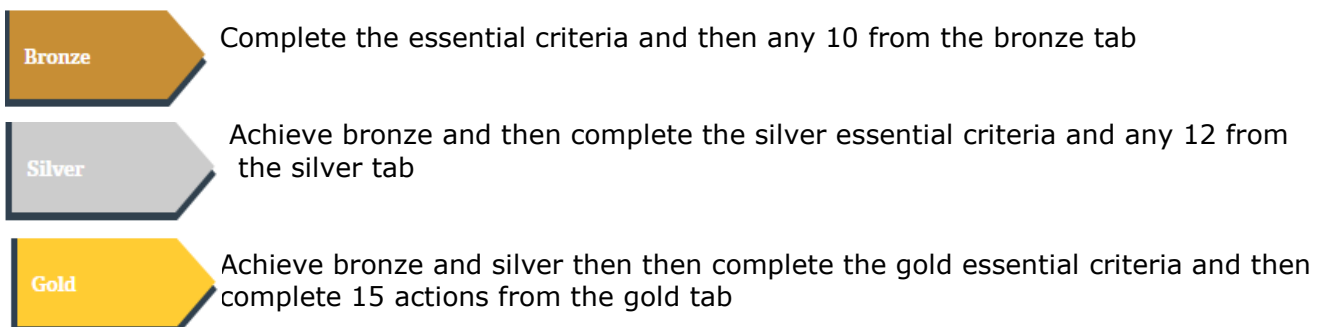 Bronze
Complete the essential criteria and then any 10 from the bronze tab
Silver
Achieve bronze and then complete the silver essential criteria and any 12 from
the silver tab
Gold
Achieve bronze and silver then then complete the gold essential criteria and then
complete 15 actions from the gold tab